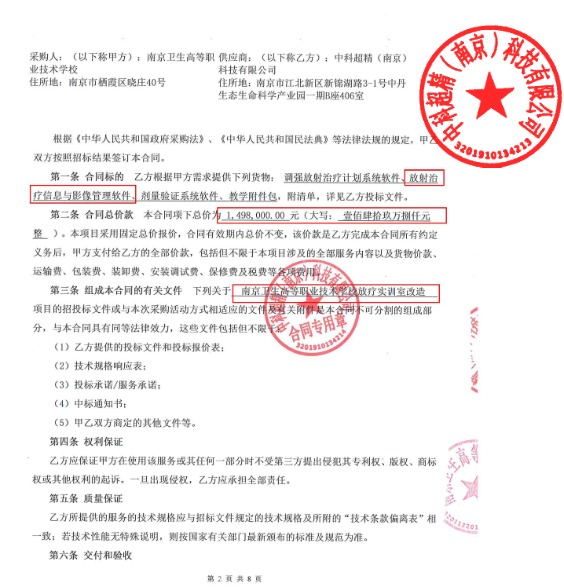 采购人：（以下称甲方）：南京卫生高等职业技术学校
住所地：南京市栖霞区晓庄40号
供应商：（以下称乙方）：中科超精（南京）科技有限公司
住所地：南京市江北新区新锦湖路3-1号中丹生态生命科学产业园一期B座406室
中科超精（南京）科技有限公司
3201910134213
根据《中华人民共和国政府采购法》、《中华人民共和国民法典》等法律法规的规定，甲乙
双方按照招标结果签订本合同。
第一条 合同标的 乙方根据甲方需求提供下列货物：调强放射治疗计划系统软件、放射治
疗信息与影像管理软件、剂量验证系统软件、教学附件包，附清单，详见乙方投标文件。
第二条 合同总价款 本合同项下总价为 1,498,000.00 元（大写：壹佰肆拾玖万捌仟元
整）。本项目采用固定总价报价，合同有效期内总价不变，该价款是乙方完成本合同所有约定
义务后，甲方支付给乙方的全部价款，包括但不限于本项目涉及的全部服务内容以及货物价款、
运输费、包装费、装卸费、安装调试费、保修费及税费等各项费用。
第三条 组成本合同的有关文件 下列关于 南京卫生高等职业技术学校放疗实训室改造
项目的招投标文件或与本次采购活动方式相适应的文件及有关附件是本合同不可分割的组成部
分，与本合同具有同等法律效力，这些文件包括但不限于：
合同专用章
3201910134214
（1）乙方提供的投标文件和投标报价表；
（2）技术规格响应表；
（3）投标承诺/服务承诺；
（4）中标通知书；
（5）甲乙双方商定的其他文件等。
第四条 权利保证
乙方应保证甲方在使用该服务或其任何一部分时不受第三方提出侵犯其专利权、版权、商标
权或其他权利的起诉。一旦出现侵权，乙方应承担全部责任。
第五条 质量保证
乙方所提供的服务的技术规格应与招标文件规定的技术规格及所附的“技术条款偏离表”相
一致；若技术性能无特殊说明，则按国家有关部门最新颁布的标准及规范为准。
第六条 交付和验收
第 2 页 共 8 页